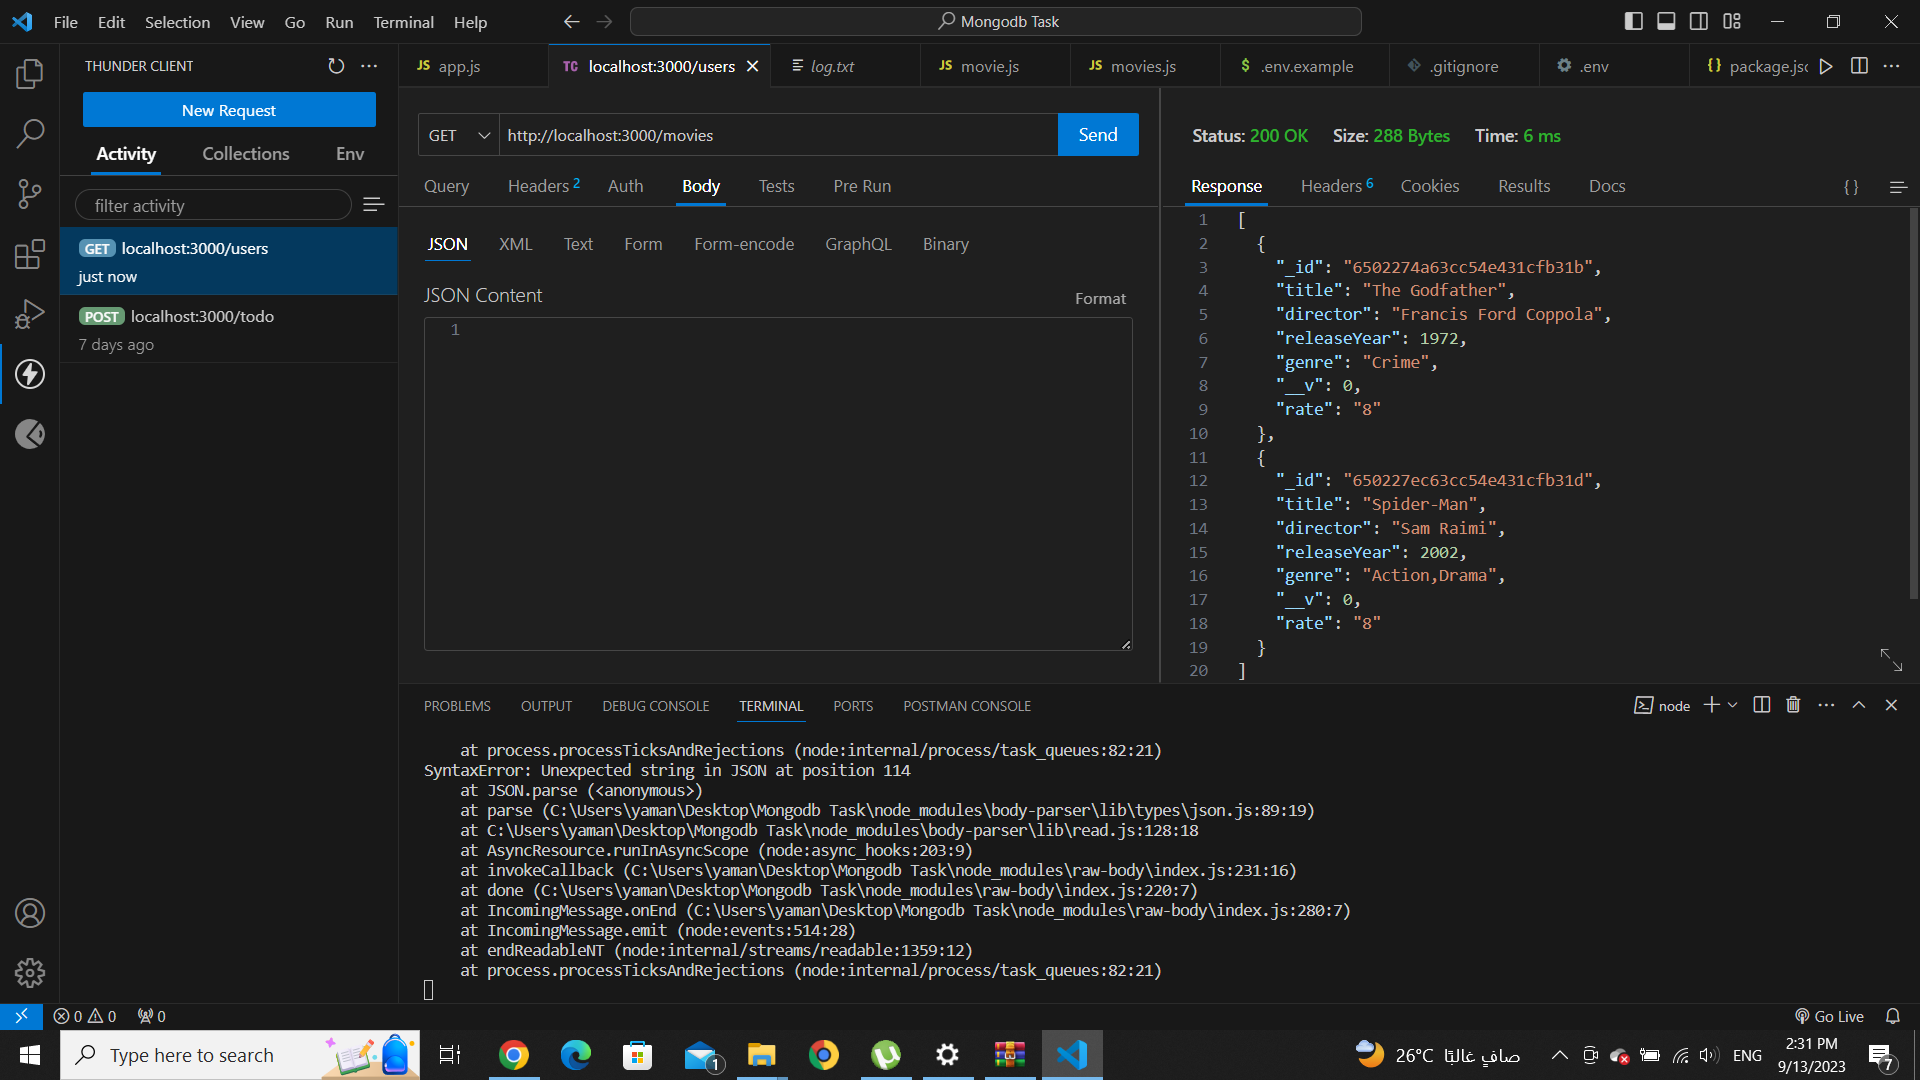 File Edit Selection View Go Run Terminal Help
Mongodb Task
THUNDER CLIENT
New Request
Activity Collections Env
filter activity
GET localhost:3000/users
just now
POST localhost:3000/todo
7 days ago
JS app.js
TC localhost:3000/users
log.txt
JS movie.js
JS movies.js
$ .env.example
.gitignore
.env
{} package.jsc
GET http://localhost:3000/movies Send
Query Headers 2 Auth Body Tests Pre Run
JSON XML Text Form Form-encode GraphQL Binary
JSON Content
Format
1
Status: 200 OK Size: 288 Bytes Time: 6 ms
Response Headers 6 Cookies Results Docs {}
1 [
2 {
3 "_id": "6502274a63cc54e431cfb31b",
4 "title": "The Godfather",
5 "director": "Francis Ford Coppola",
6 "releaseYear": 1972,
7 "genre": "Crime",
8 "__v": 0,
9 "rate": "8"
10 },
11 {
12 "_id": "650227ec63cc54e431cfb31d",
13 "title": "Spider-Man",
14 "director": "Sam Raimi",
15 "releaseYear": 2002,
16 "genre": "Action,Drama",
17 "__v": 0,
18 "rate": "8"
19 }
20 ]
PROBLEMS OUTPUT DEBUG CONSOLE TERMINAL PORTS POSTMAN CONSOLE
node
at process.processTicksAndRejections (node:internal/process/task_queues:82:21)
SyntaxError: Unexpected string in JSON at position 114
at JSON.parse (<anonymous>)
at parse (C:\Users\yaman\Desktop\Mongodb Task\node_modules\body-parser\lib\types\json.js:89:19)
at C:\Users\yaman\Desktop\Mongodb Task\node_modules\body-parser\lib\read.js:128:18
at AsyncResource.runInAsyncScope (node:async_hooks:203:9)
at invokeCallback (C:\Users\yaman\Desktop\Mongodb Task\node_modules\raw-body\index.js:231:16)
at done (C:\Users\yaman\Desktop\Mongodb Task\node_modules\raw-body\index.js:220:7)
at IncomingMessage.onEnd (C:\Users\yaman\Desktop\Mongodb Task\node_modules\raw-body\index.js:280:7)
at IncomingMessage.emit (node:events:514:28)
at endReadableNT (node:internal/streams/readable:1359:12)
at process.processTicksAndRejections (node:internal/process/task_queues:82:21)
0 0 0
Go Live
Type here to search
1
26°C صافٍ غالبًا
ENG
2:31 PM
9/13/2023
7